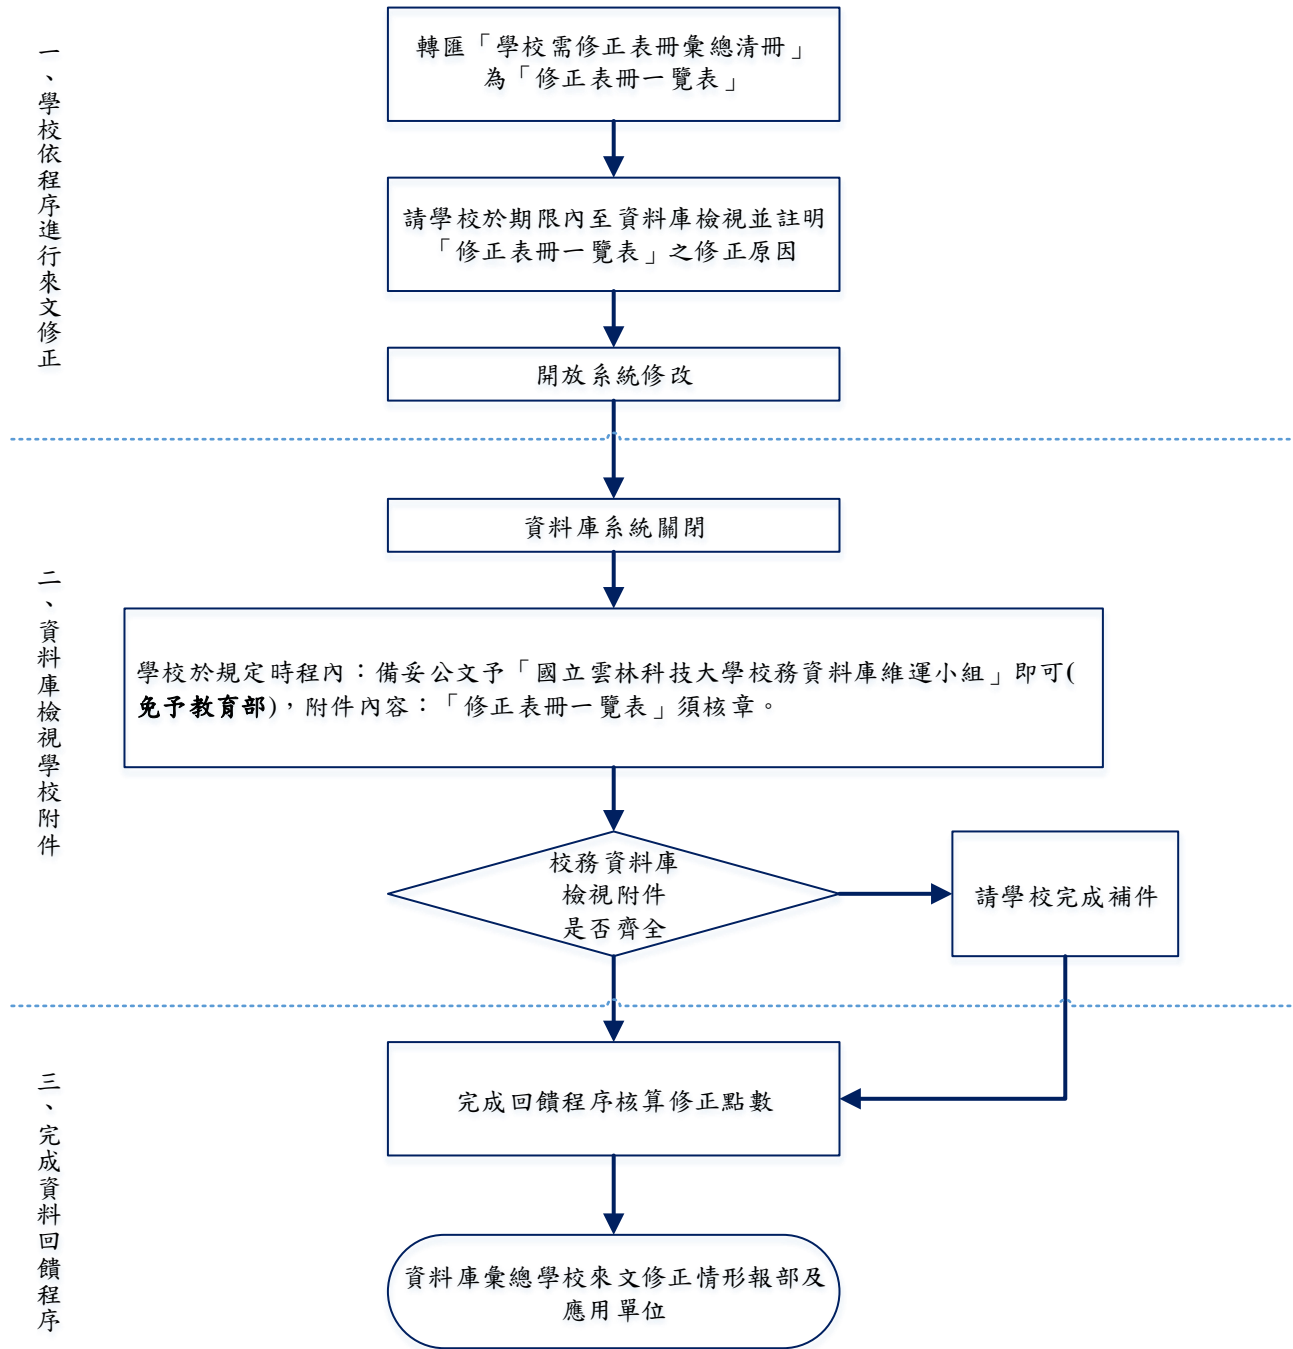 一、學校依程序進行來文修正
轉匯「學校需修正表冊彙總清冊」
為「修正表冊一覽表」
請學校於期限內至資料庫檢視並註明
「修正表冊一覽表」之修正原因
開放系統修改
二、資料庫檢視學校附件
資料庫系統關閉
學校於規定時程內：備妥公文予「國立雲林科技大學校務資料庫維運小組」即可(
免予教育部)，附件內容：「修正表冊一覽表」須核章。
校務資料庫
檢視附件
是否齊全
請學校完成補件
三、完成資料回饋程序
完成回饋程序核算修正點數
資料庫彙總學校來文修正情形報部及
應用單位